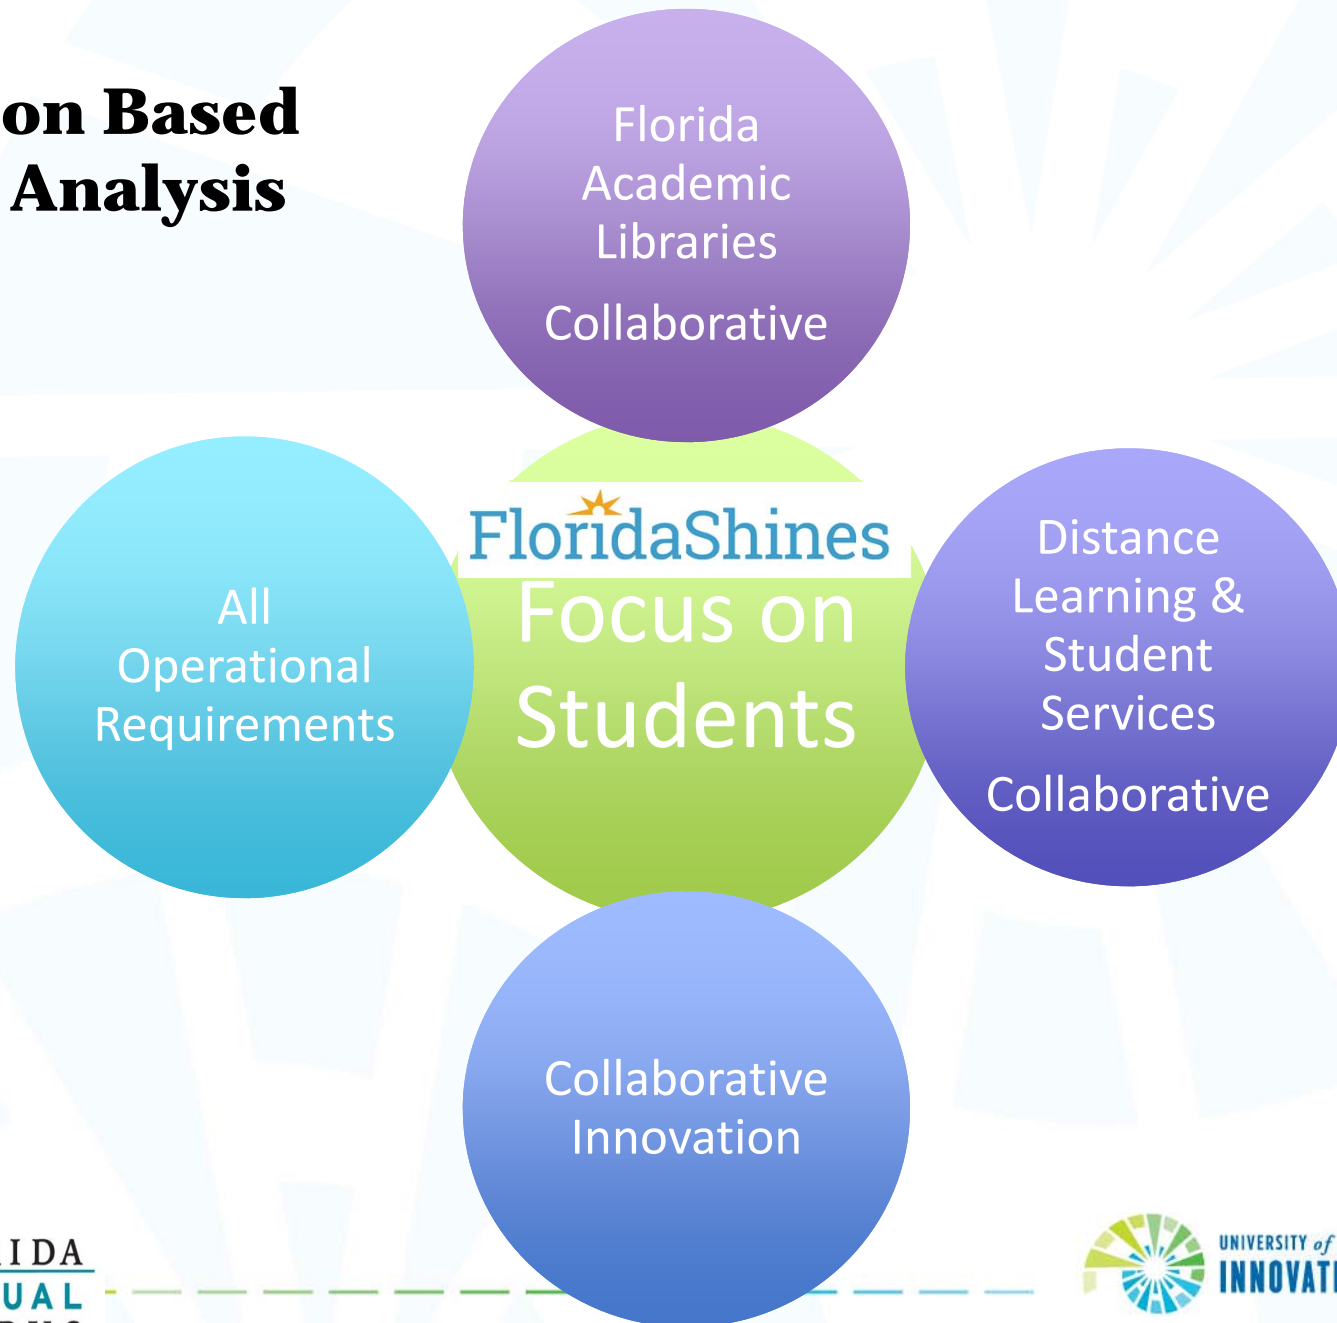 on Based
Analysis
Florida
Academic
Libraries
Collaborative
FloridaShines
Focus on
Students
All
Operational
Requirements
Distance
Learning &
Student
Services
Collaborative
Collaborative
Innovation
IDA
UAL
UNIVERSITY of
INNOVATI